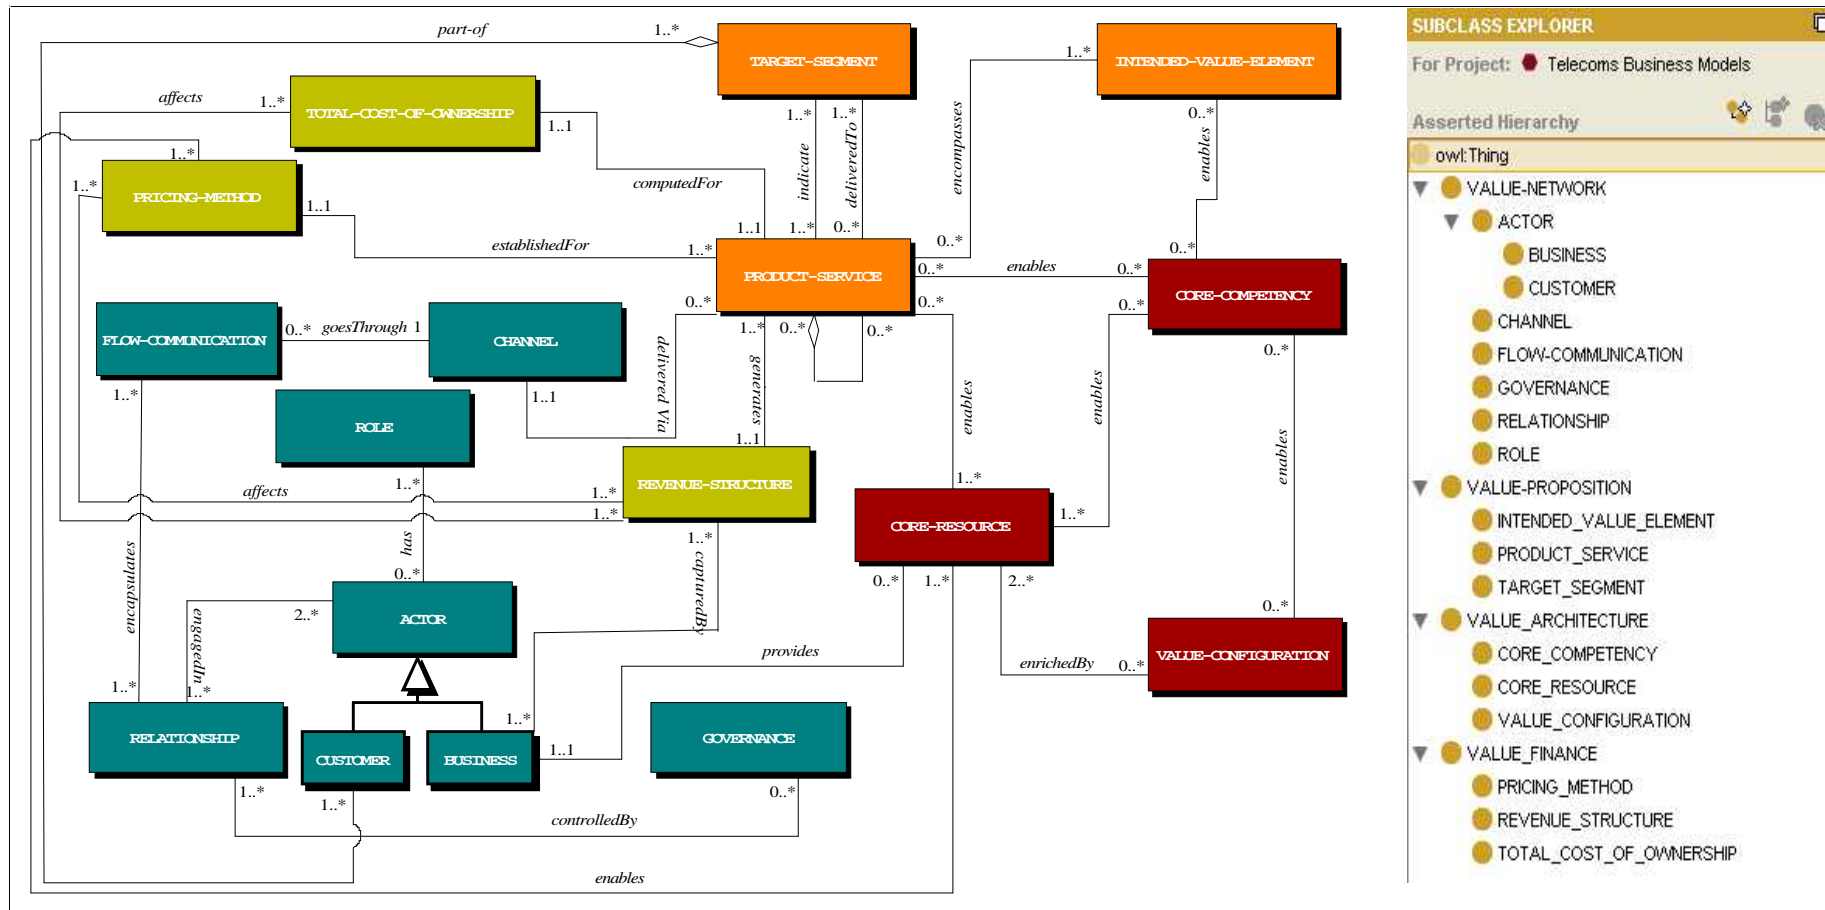 part-of
1..*
TARGET-SEGMENT
1..*
INTENDED-VALUE-ELEMENT
affects
1..*
TOTAL-COST-OF-OWNERSHIP
1..1
1..*
1..*
deliveredTo
indicate
encompasses
0..*
enables
1..*
1..*
PRICING-METHOD
1..1
computedFor
establishedFor
1..1
1..*
0..*
1..*
0..*
0..*
PRODUCT-SERVICE
0..*
enables
0..*
CORE-COMPETENCY
FLOW-COMMUNICATION
0..*
goesThrough 1
CHANNEL
0..*
1..*
0..*
0..*
0..*
0..*
0..*
1..*
1..1
delivered Via
generates
enables
enables
enables
ROLE
1..1
1..*
affects
1..*
1..*
REVENUE-STRUCTURE
1..*
CORE-RESOURCE
1..*
encapsulates
has
1..*
capturedBy
0..*
0..*
1..*
2..*
0..*
engagedIn
2..*
ACTOR
provides
enrichedBy
0..*
VALUE-CONFIGURATION
1..*
1..*
RELATIONSHIP
CUSTOMER
BUSINESS
1..*
1..1
GOVERNANCE
1..*
1..*
0..*
controlledBy
enables
SUBCLASS EXPLORER
For Project: Telecoms Business Models
Asserted Hierarchy
owl:Thing
VALUE-NETWORK
ACTOR
BUSINESS
CUSTOMER
CHANNEL
FLOW-COMMUNICATION
GOVERNANCE
RELATIONSHIP
ROLE
VALUE-PROPOSITION
INTENDED_VALUE_ELEMENT
PRODUCT_SERVICE
TARGET_SEGMENT
VALUE_ARCHITECTURE
CORE_COMPETENCY
CORE_RESOURCE
VALUE_CONFIGURATION
VALUE_FINANCE
PRICING_METHOD
REVENUE_STRUCTURE
TOTAL_COST_OF_OWNERSHIP